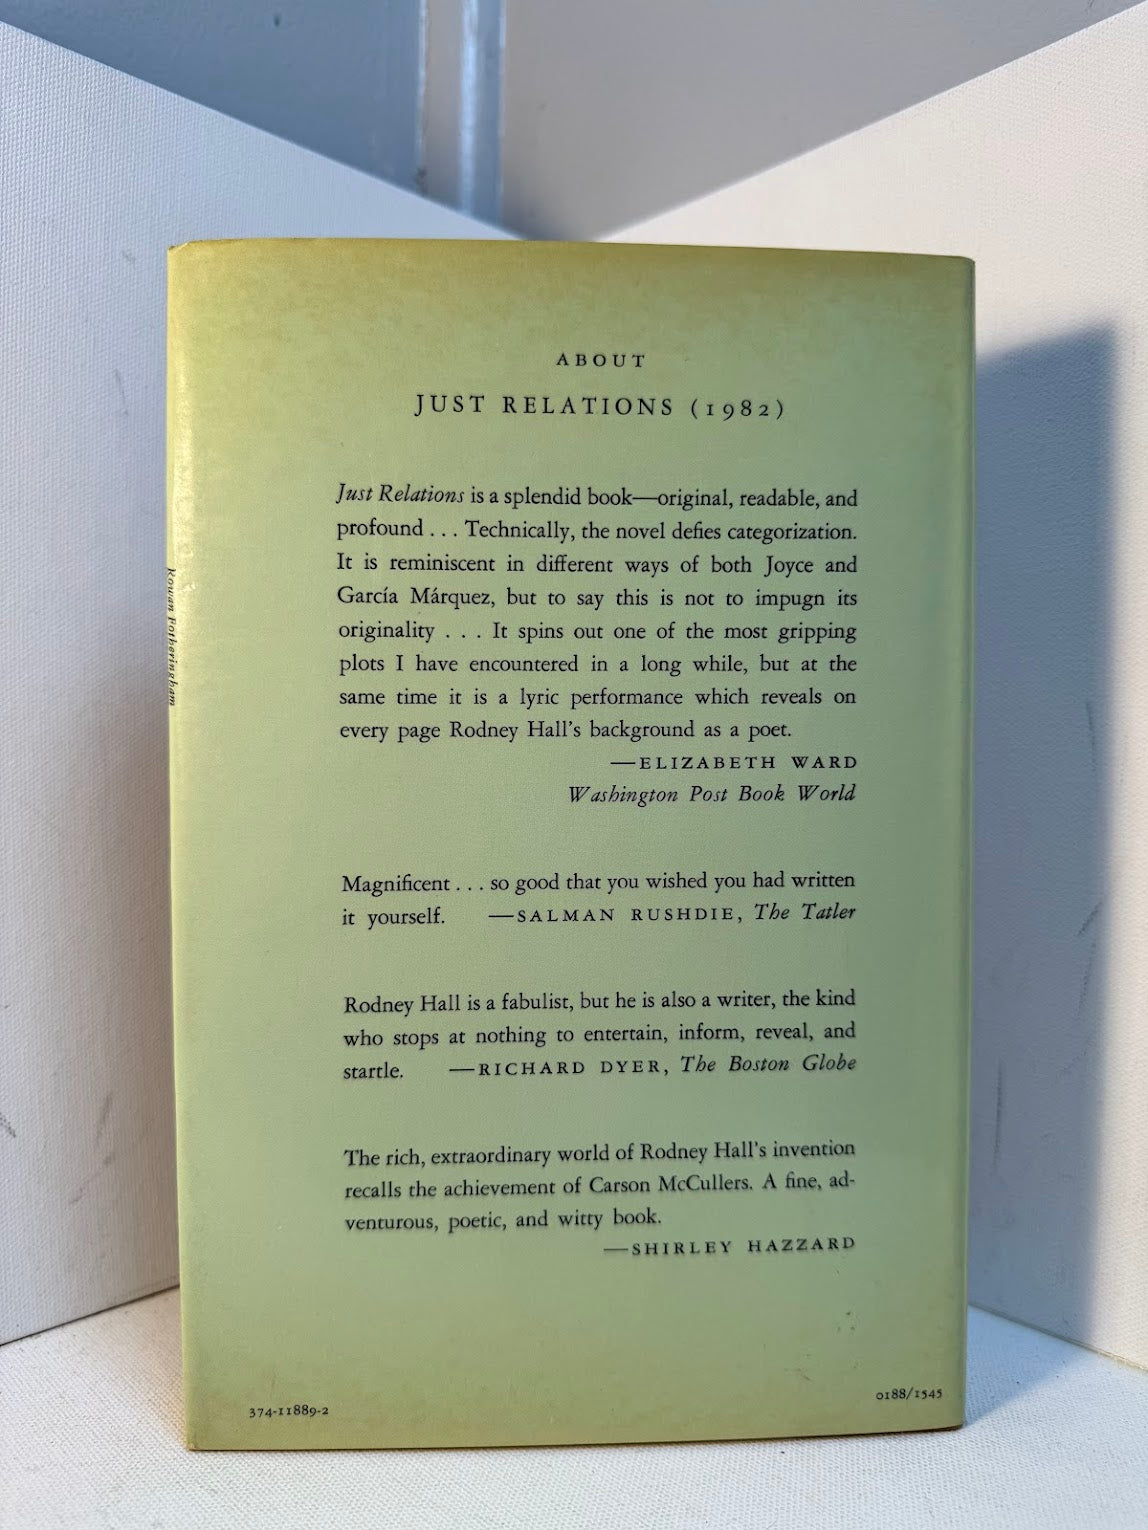 ABOUT
JUST RELATIONS (1982)
Just Relations is a splendid book—original, readable, and
profound . . . Technically, the novel defies categorization.
It is reminiscent in different ways of both Joyce and
García Márquez, but to say this is not to impugn its
originality . . . It spins out one of the most gripping
plots I have encountered in a long while, but at the
same time it is a lyric performance which reveals on
every page Rodney Hall's background as a poet.
—ELIZABETH WARD
Washington Post Book World
Magnificent . . . so good that you wished you had written
it yourself. —SALMAN RUSHDIE, The Tatler
Rodney Hall is a fabulist, but he is also a writer, the kind
who stops at nothing to entertain, inform, reveal, and
startle. —RICHARD DYER, The Boston Globe
The rich, extraordinary world of Rodney Hall's invention
recalls the achievement of Carson McCullers. A fine, ad-
venturous, poetic, and witty book.
—SHIRLEY HAZZARD
374-11889-2
0188/1545
Rowan Fotheringham